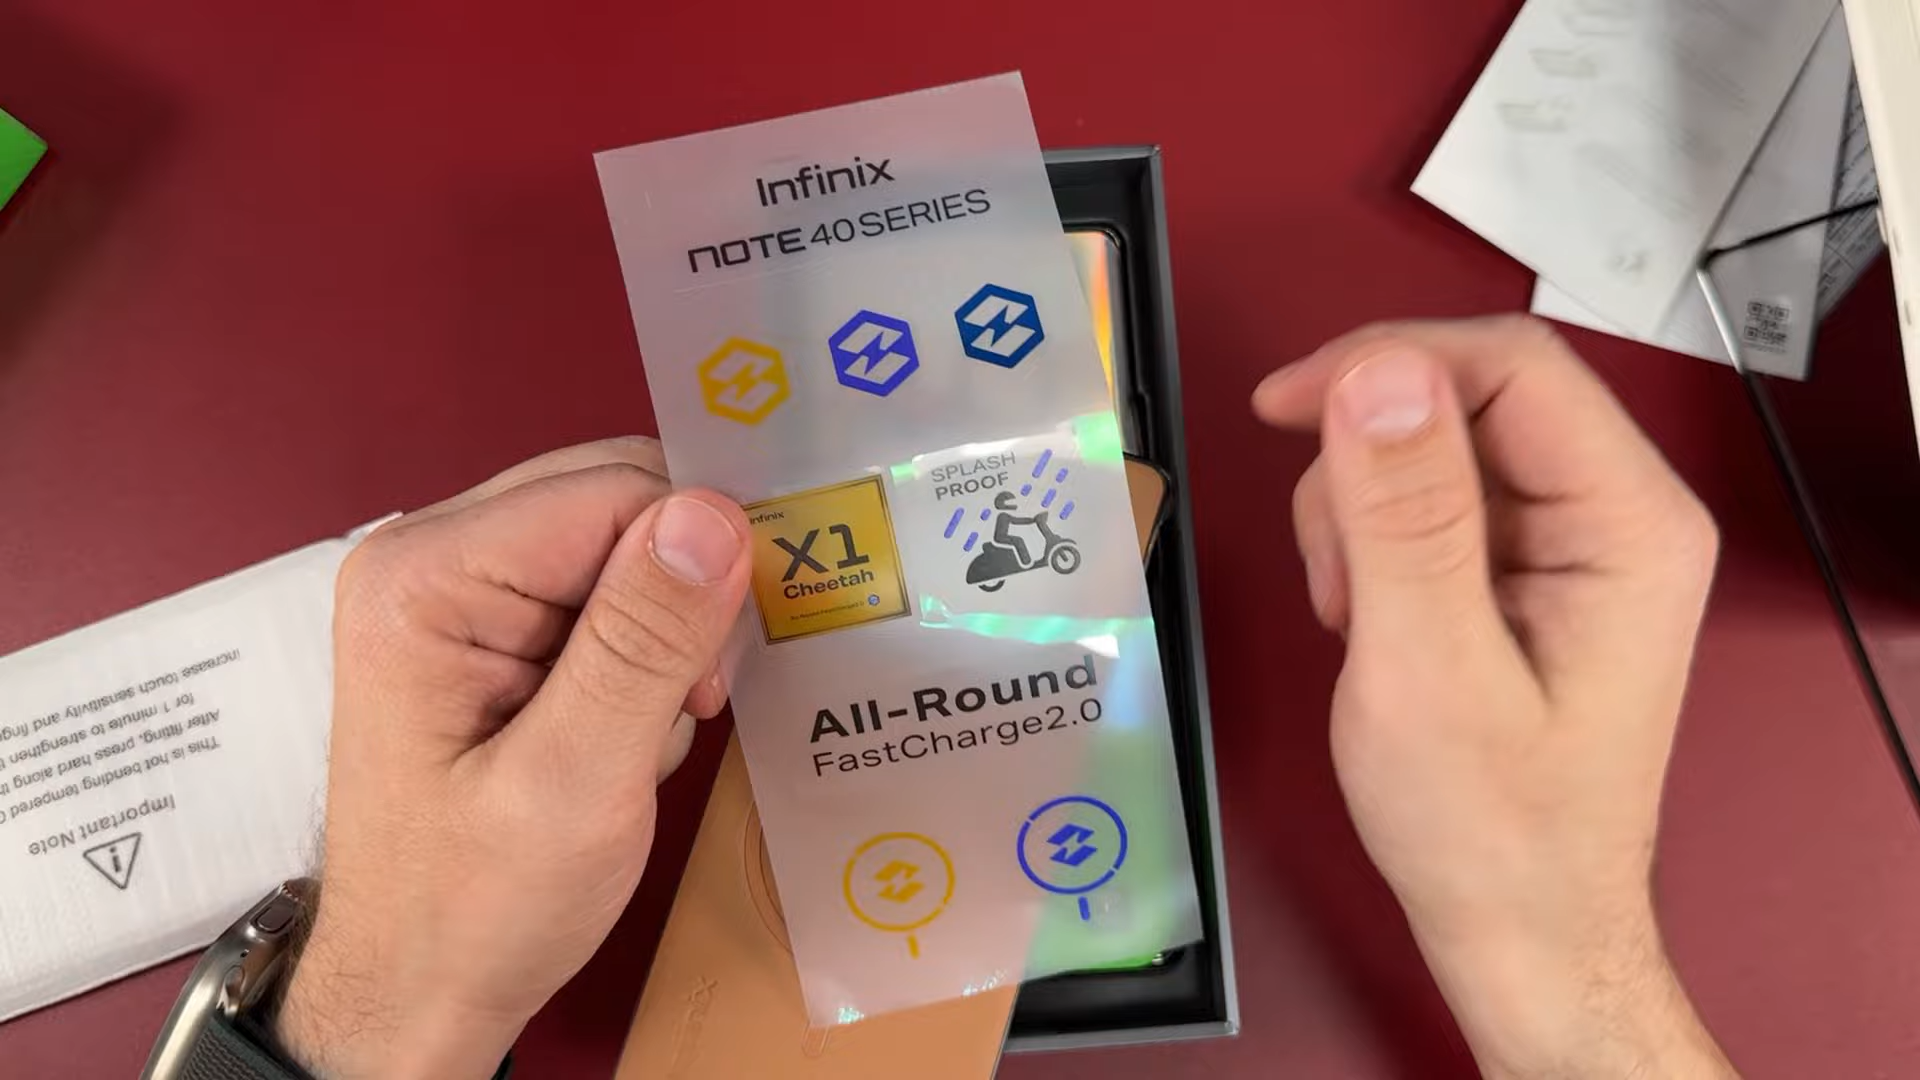 Infinix
NOTE 40 SERIES
SPLASH
PROOF
infinix
X1
Cheetah
All-Round
FastCharge2.0
Important Note
This is hot bending tempered
After fitting, press hard along
for 1 minute to strengthen
increase touch sensitivity and